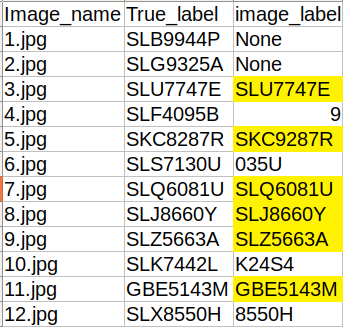 Image_name True_label image_label
1.jpg SLB9944P None
2.jpg SLG9325A None
3.jpg SLU7747E SLU7747E
4.jpg SLF4095B 9
5.jpg SKC8287R SKC9287R
6.jpg SLS7130U 035U
7.jpg SLQ6081U SLQ6081U
8.jpg SLJ8660Y SLJ8660Y
9.jpg SLZ5663A SLZ5663A
10.jpg SLK7442L K24S4
11.jpg GBE5143M GBE5143M
12.jpg SLX8550H 8550H